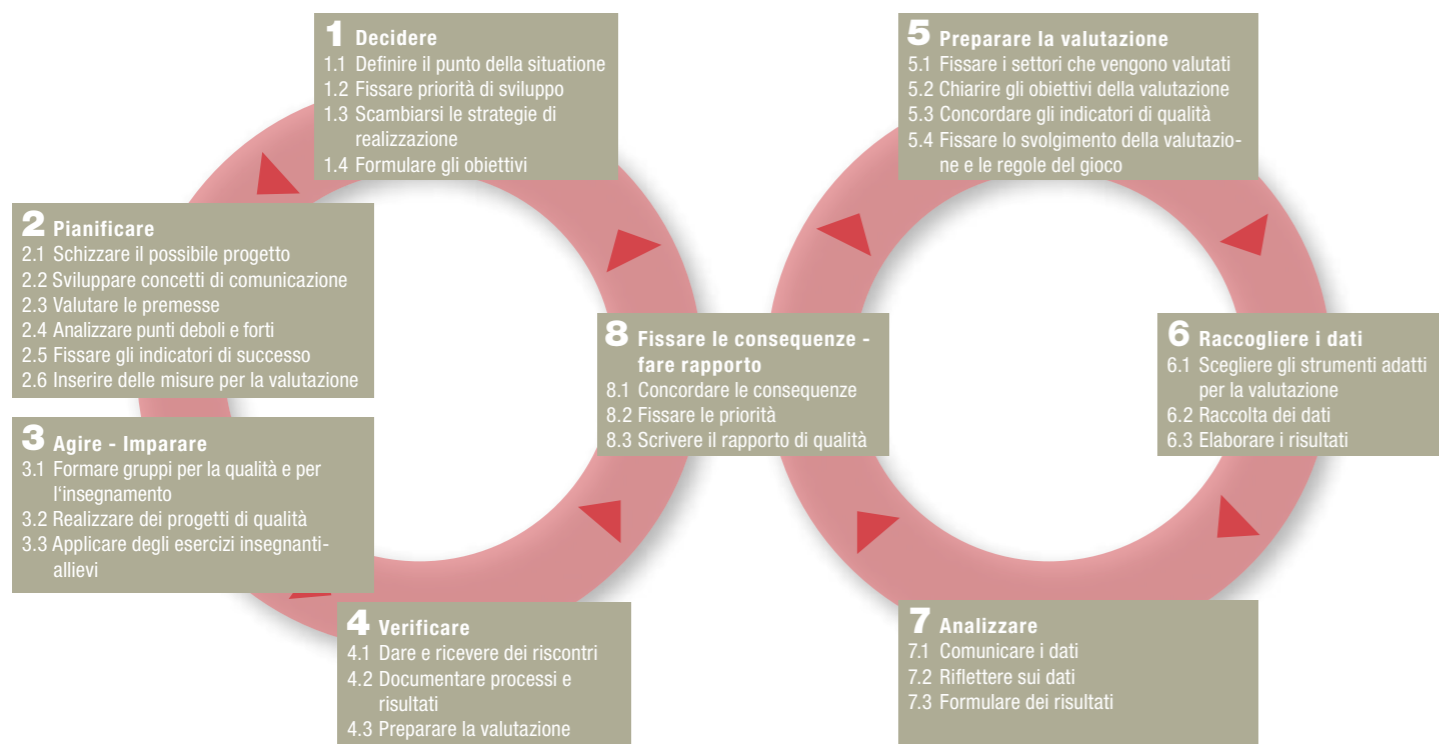 1 Decidere
1.1 Definire il punto della situatione
1.2 Fissare priorità di sviluppo
1.3 Scambiarsi le strategie di
realizzazione
1.4 Formulare gli obiettivi
2 Pianificare
2.1 Schizzare il possibile progetto
2.2 Sviluppare concetti di comunicazione
2.3 Valutare le premesse
2.4 Analizzare punti deboli e forti
2.5 Fissare gli indicatori di successo
2.6 Inserire delle misure per la valutazione
3 Agire - Imparare
3.1 Formare gruppi per la qualità e per
l'insegnamento
3.2 Realizzare dei progetti di qualità
3.3 Applicare degli esercizi insegnanti-
allievi
4 Verificare
4.1 Dare e ricevere dei riscontri
4.2 Documentare processi e
risultati
4.3 Preparare la valutazione
5 Preparare la valutazione
5.1 Fissare i settori che vengono valutati
5.2 Chiarire gli obiettivi della valutazione
5.3 Concordare gli indicatori di qualità
5.4 Fissare lo svolgimento della valutazio-
ne e le regole del gioco
6 Raccogliere i dati
6.1 Scegliere gli strumenti adatti
per la valutazione
6.2 Raccolta dei dati
6.3 Elaborare i risultati
7 Analizzare
7.1 Comunicare i dati
7.2 Riflettere sui dati
7.3 Formulare dei risultati
8 Fissare le consequenze -
fare rapporto
8.1 Concordare le consequenze
8.2 Fissare le priorità
8.3 Scrivere il rapporto di qualità